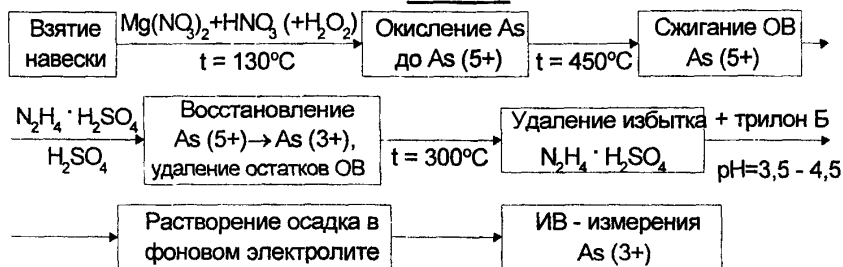 Взятие навески
Mg(NO3)2+HNO3 (+H2O2)
t = 130ºC
Окисление As до As (5+)
t = 450ºC
Сжигание ОВ As (5+)
N2H4 · H2SO4
H2SO4
Восстановление
As (5+)→As (3+),
удаление остатков ОВ
t = 300ºC
Удаление избытка
N2H4 · H2SO4
+ трилон Б
pH=3,5 - 4,5
Растворение осадка в
фоновом электролите
ИВ - измерения
As (3+)